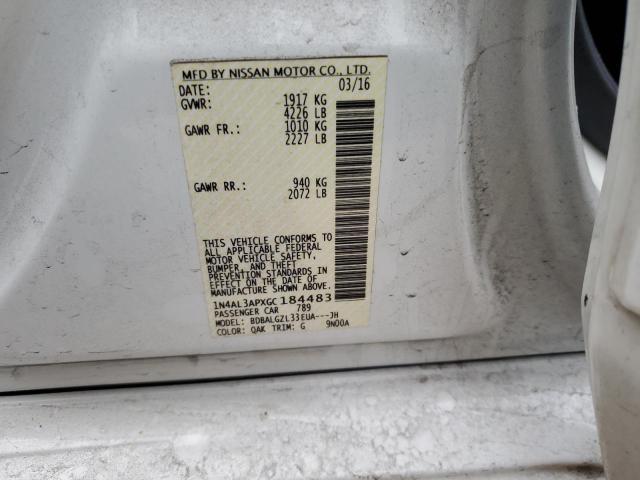 MFD BY NISSAN MOTOR CO., LTD.
DATE: 03/16
GVWR: 1917 KG
4226 LB
GAWR FR.: 1010 KG
2227 LB
GAWR RR.: 940 KG
2072 LB
THIS VEHICLE CONFORMS TO
ALL APPLICABLE FEDERAL
MOTOR VEHICLE SAFETY,
BUMPER, AND THEFT
PREVENTION STANDARDS IN
EFFECT ON THE DATE OF
MANUFACTURE SHOWN ABOVE.
1N4AL3APXGC184483
PASSENGER CAR 789
MODEL: BDBALGZL33EUA---JH
COLOR: QAK TRIM: G 9N00A